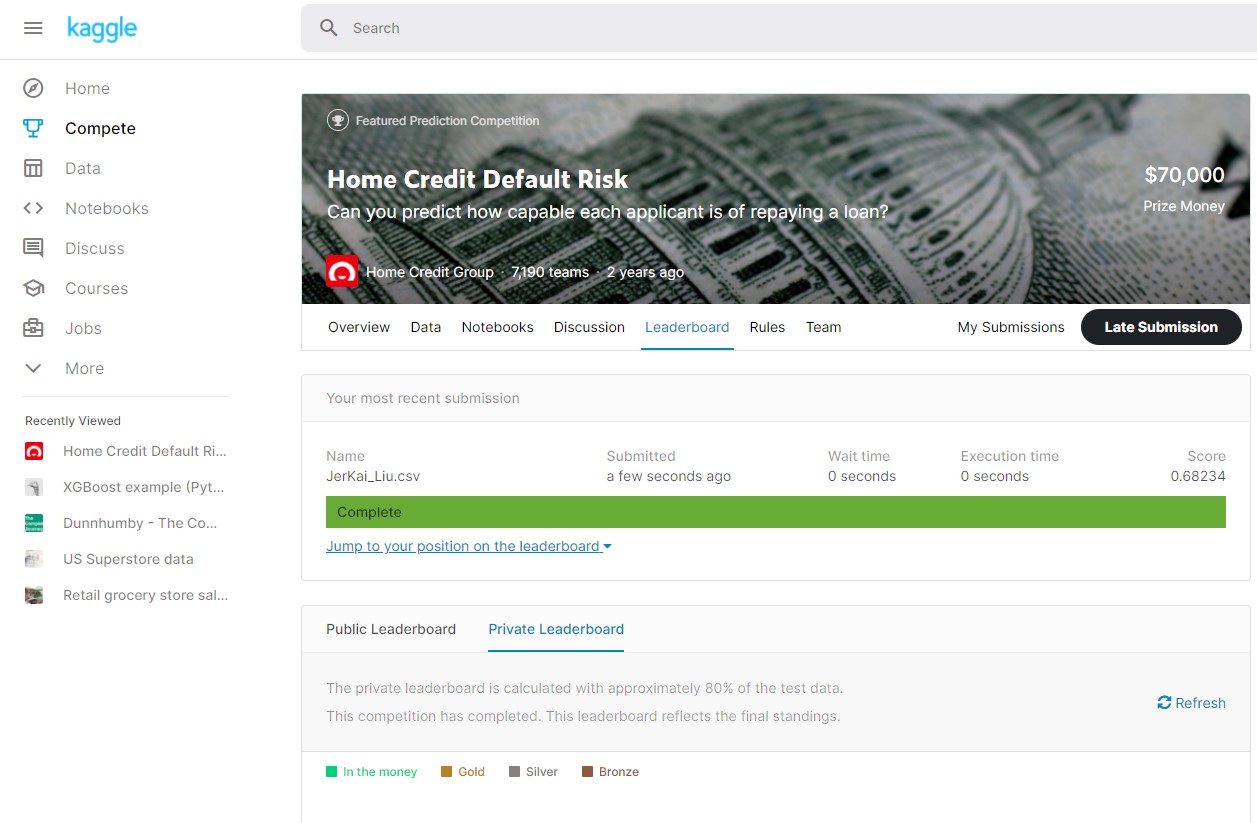 kaggle
Search
Home
Compete
Data
Notebooks
Discuss
Courses
Jobs
More
Recently Viewed
Home Credit Default Ri...
XGBoost example (Pyt...
Dunnhumby - The Co...
US Superstore data
Retail grocery store sal...
Featured Prediction Competition
Home Credit Default Risk
Can you predict how capable each applicant is of repaying a loan?
$70,000
Prize Money
Home Credit Group · 7,190 teams · 2 years ago
Overview Data Notebooks Discussion Leaderboard Rules Team My Submissions Late Submission
Your most recent submission
Name Submitted Wait time Execution time Score
JerKai_Liu.csv a few seconds ago 0 seconds 0 seconds 0.68234
Complete
Jump to your position on the leaderboard
Public Leaderboard Private Leaderboard
The private leaderboard is calculated with approximately 80% of the test data.
This competition has completed. This leaderboard reflects the final standings.
Refresh
In the money Gold Silver Bronze